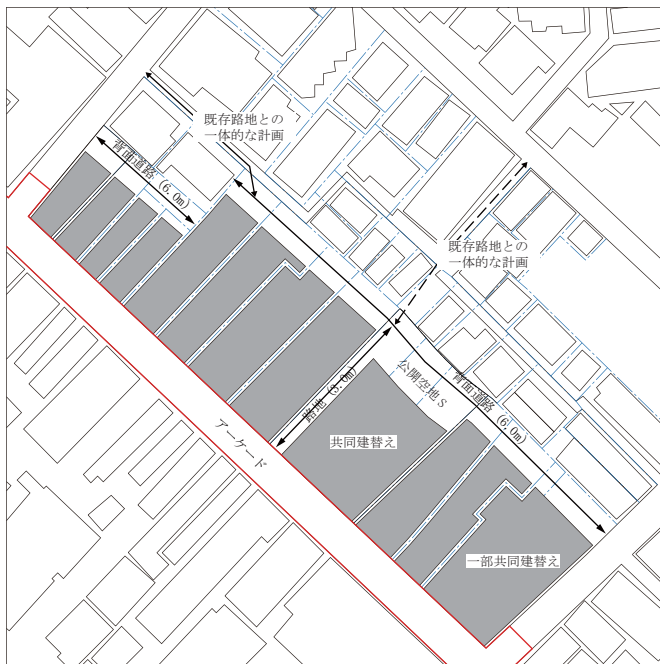 既存路地との
一体的な計画
背面道路 (6.0m)
既存路地との
一体的な計画
路地 (3.0m)
公開空地S
背面道路 (6.0m)
アーケード
共同建替え
一部共同建替え